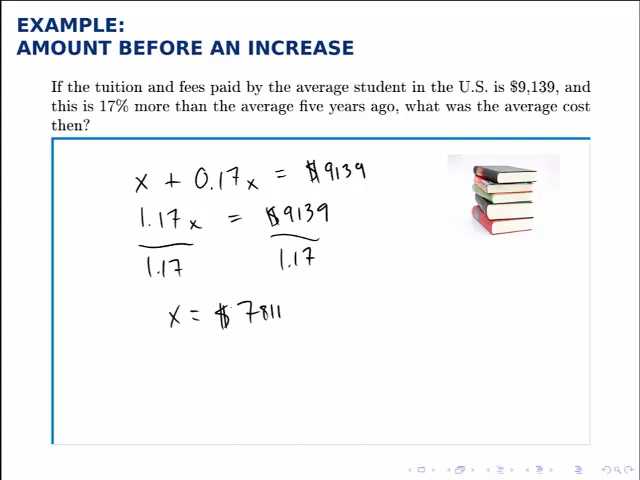 EXAMPLE:
AMOUNT BEFORE AN INCREASE
If the tuition and fees paid by the average student in the U.S. is $9,139, and
this is 17% more than the average five years ago, what was the average cost
then?
x + 0.17x = $9139
1.17x = $9139
1.17 1.17
x = $7811